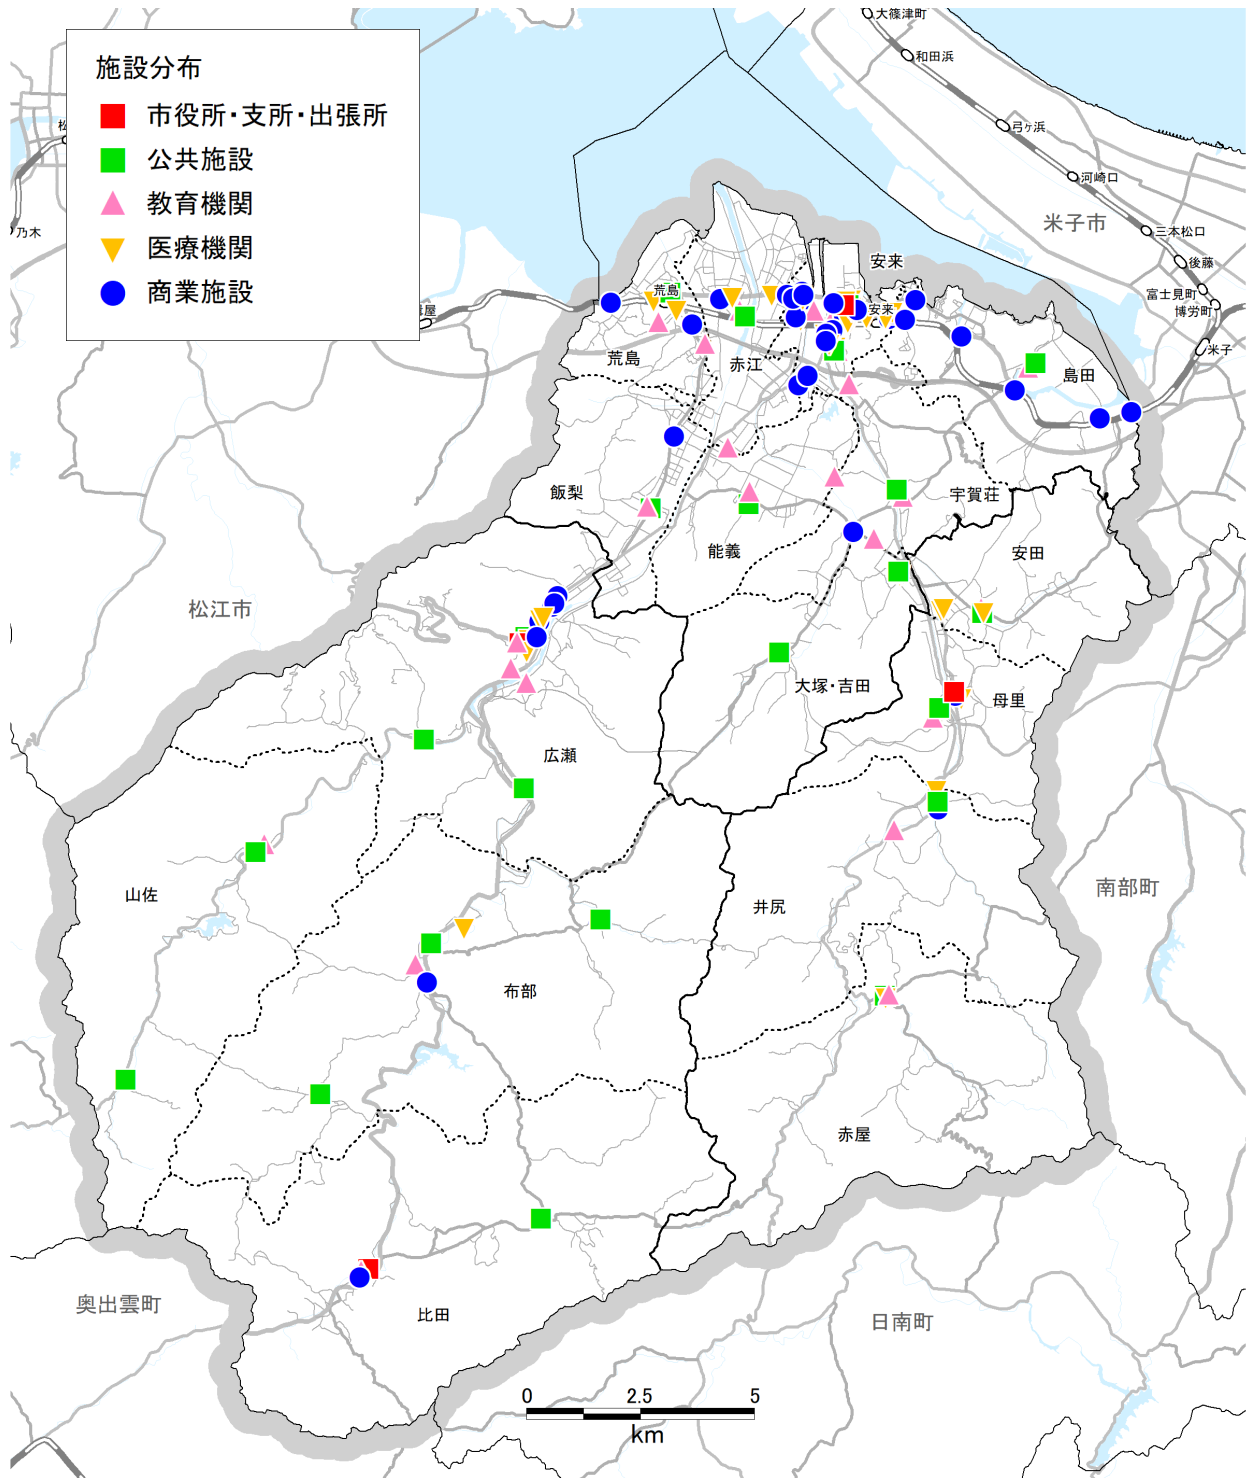 施設分布
市役所・支所・出張所
公共施設
教育機関
医療機関
商業施設
大篠津町
和田浜
弓ヶ浜
河崎口
米子市
三本松口
後藤
富士見町
博労町
米子
乃木
安来
荒島
安来
荒島
赤江
島田
飯梨
宇賀荘
能義
安田
松江市
大塚・吉田
母里
広瀬
山佐
井尻
南部町
布部
赤屋
奥出雲町
比田
日南町
0 2.5 5
km